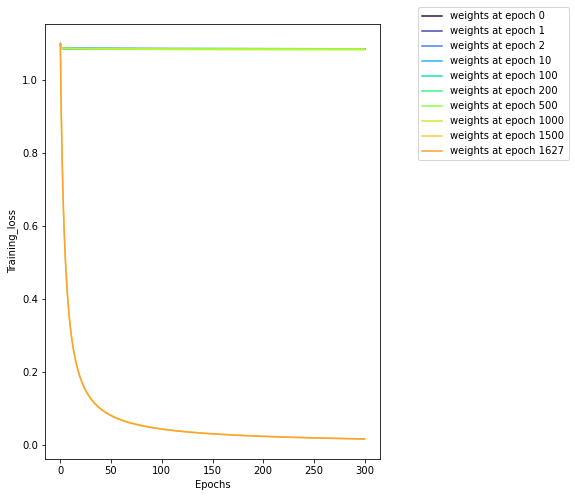 weights at epoch 0
weights at epoch 1
weights at epoch 2
weights at epoch 10
weights at epoch 100
weights at epoch 200
weights at epoch 500
weights at epoch 1000
weights at epoch 1500
weights at epoch 1627
1.0
0.8
0.6
0.4
0.2
0.0
Training_loss
0 50 100 150 200 250 300
Epochs